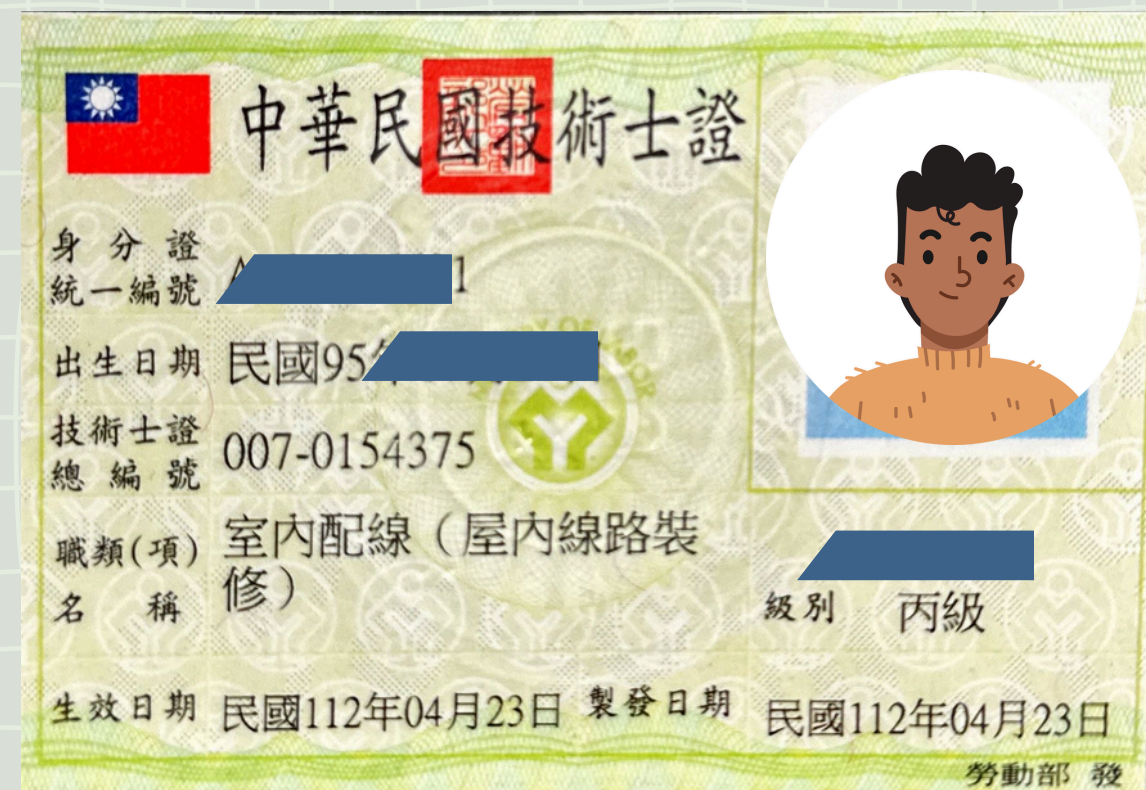 中華民國技術士證
身分證
統一編號 1
出生日期 民國95
技術士證
總編號 007-0154375
職類(項)
名稱 室內配線（屋內線路裝
修）
級別 丙級
生效日期 民國112年04月23日 製發日期 民國112年04月23日
勞動部 發